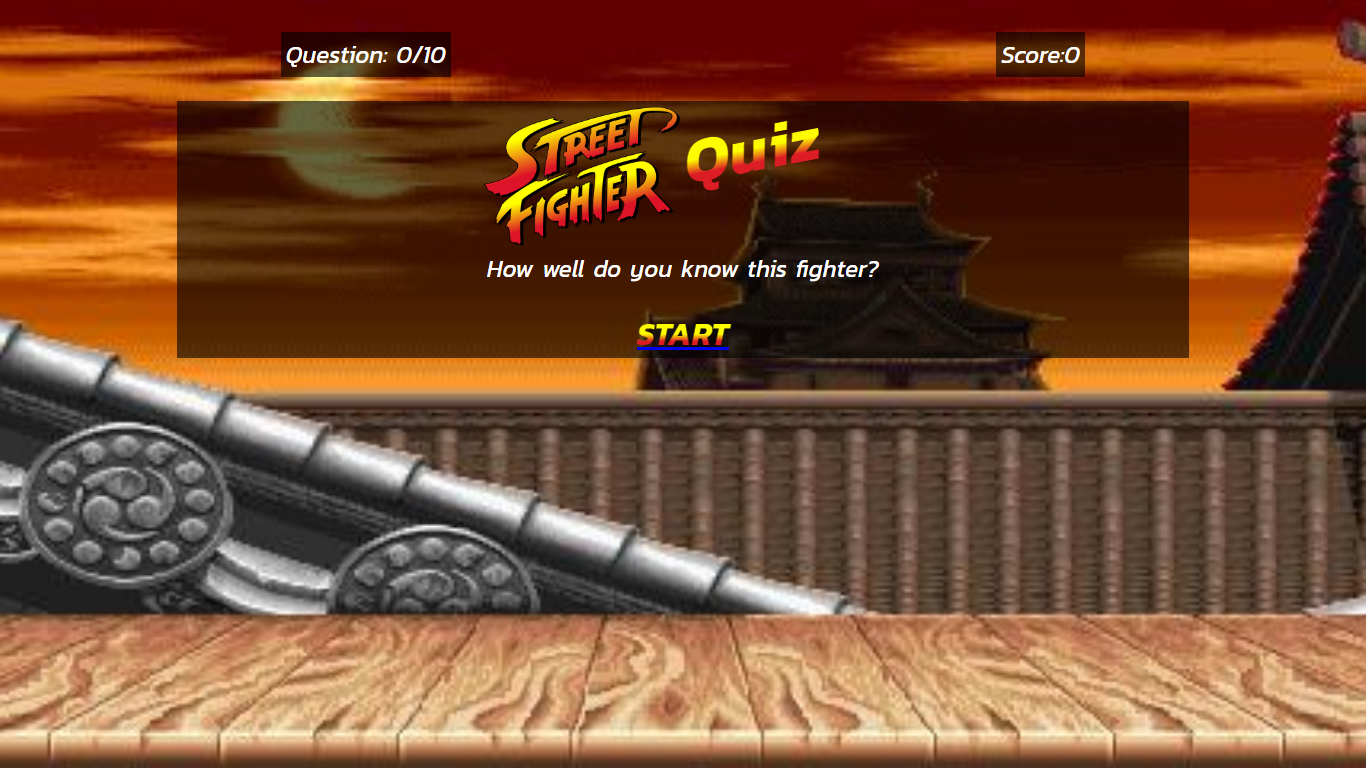 Question: 0/10
Score:0
STREET
FIGHTER
Quiz
How well do you know this fighter?
START